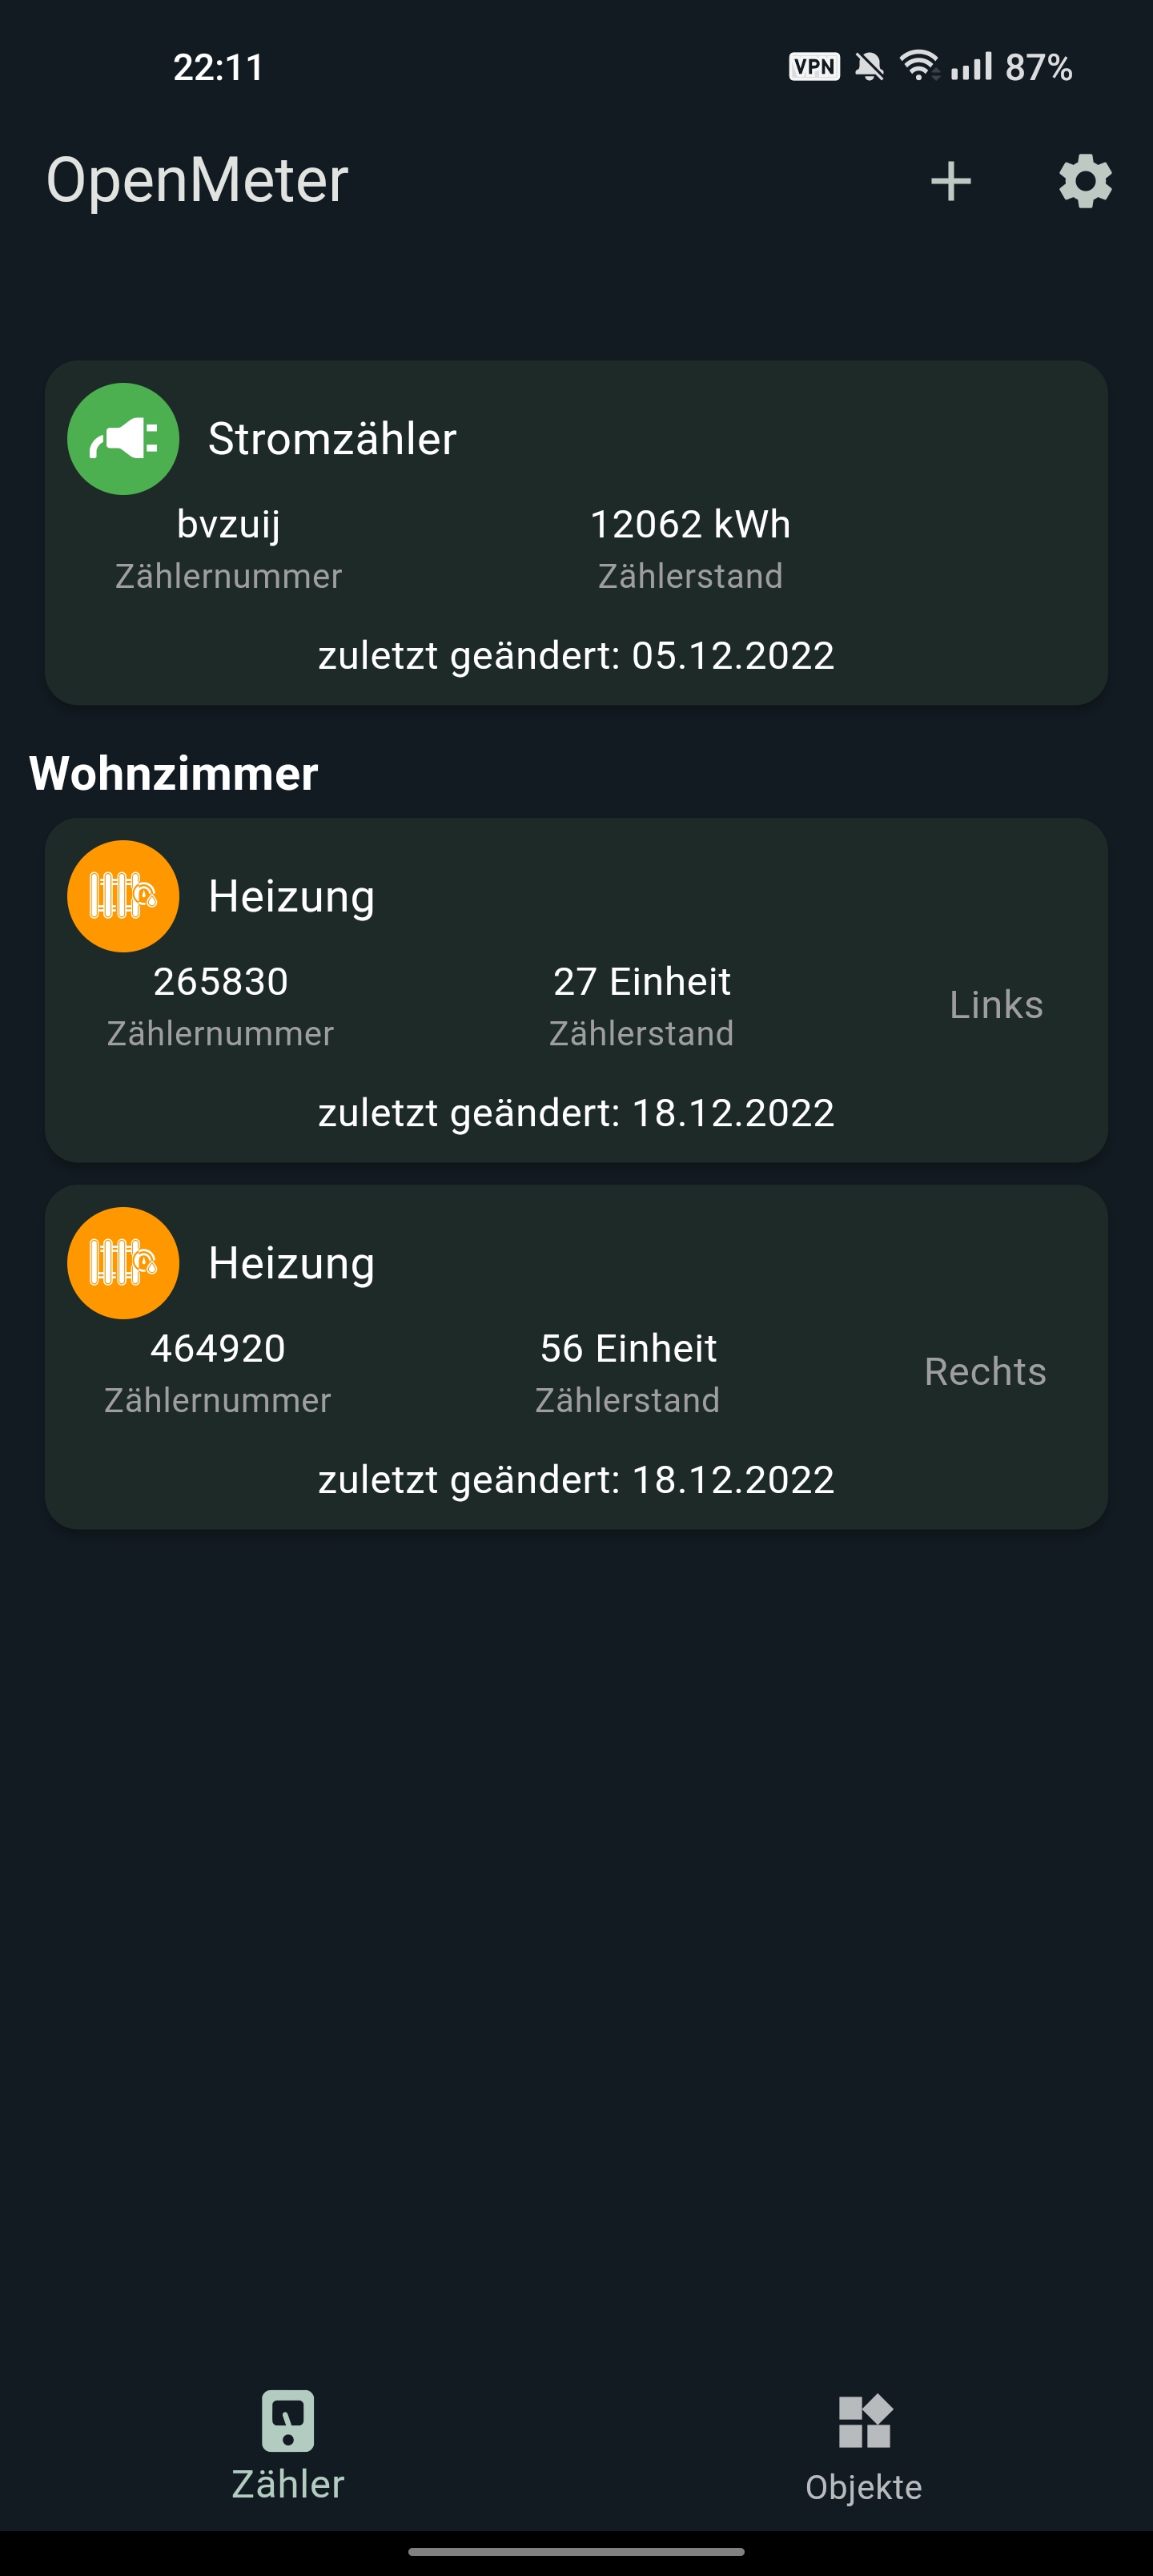 22:11 VPN 87%
OpenMeter
Stromzähler
bvzuij 12062 kWh
Zählernummer Zählerstand
zuletzt geändert: 05.12.2022
Wohnzimmer
Heizung
265830 27 Einheit
Links
Zählernummer Zählerstand
zuletzt geändert: 18.12.2022
Heizung
464920 56 Einheit
Rechts
Zählernummer Zählerstand
zuletzt geändert: 18.12.2022
Zähler Objekte